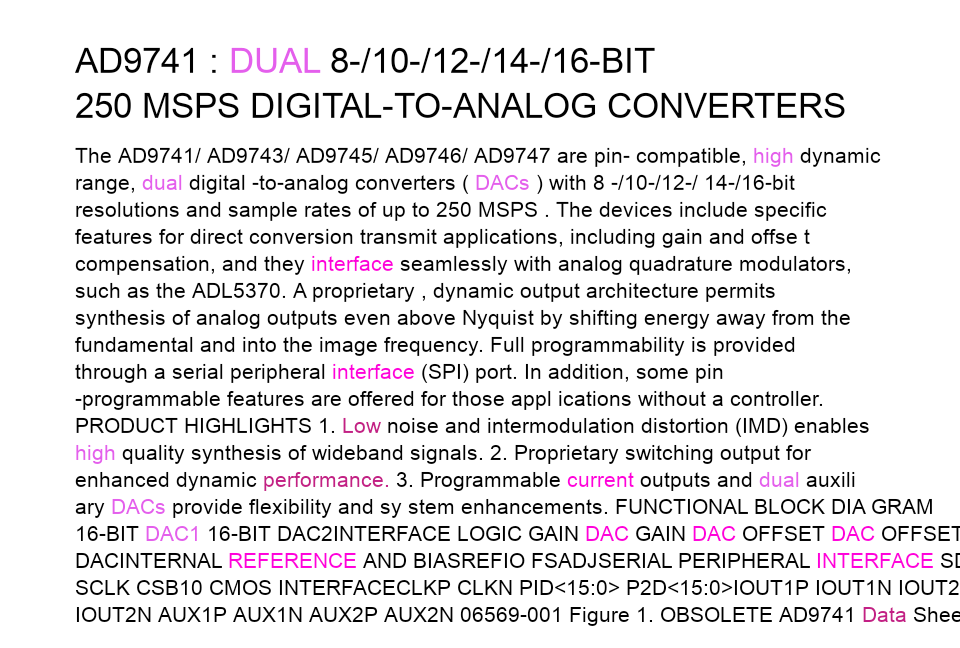 AD9741 : DUAL 8-/10-/12-/14-/16-BIT
250 MSPS DIGITAL-TO-ANALOG CONVERTERS
The AD9741/ AD9743/ AD9745/ AD9746/ AD9747 are pin- compatible, high dynamic
range, dual digital -to-analog converters ( DACs ) with 8 -/10-/12-/ 14-/16-bit
resolutions and sample rates of up to 250 MSPS . The devices include specific
features for direct conversion transmit applications, including gain and offse t
compensation, and they interface seamlessly with analog quadrature modulators,
such as the ADL5370. A proprietary , dynamic output architecture permits
synthesis of analog outputs even above Nyquist by shifting energy away from the
fundamental and into the image frequency. Full programmability is provided
through a serial peripheral interface (SPI) port. In addition, some pin
-programmable features are offered for those appl ications without a controller.
PRODUCT HIGHLIGHTS 1. Low noise and intermodulation distortion (IMD) enables
high quality synthesis of wideband signals. 2. Proprietary switching output for
enhanced dynamic performance. 3. Programmable current outputs and dual auxili
ary DACs provide flexibility and sy stem enhancements. FUNCTIONAL BLOCK DIA GRAM
16-BIT DAC1 16-BIT DAC2INTERFACE LOGIC GAIN DAC GAIN DAC OFFSET DAC OFFSET
DACINTERNAL REFERENCE AND BIASREFIO FSADJSERIAL PERIPHERAL INTERFACE SD
SCLK CSB10 CMOS INTERFACECLKP CLKN PID<15:0> P2D<15:0>IOUT1P IOUT1N IOUT2
IOUT2N AUX1P AUX1N AUX2P AUX2N 06569-001 Figure 1. OBSOLETE AD9741 Data Shee